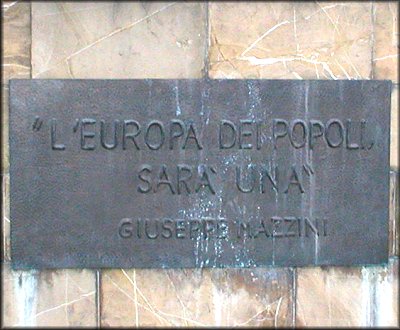 "L'EUROPA DEI POPOLI,
SARA' UNA"
GIUSEPPE MAZZINI